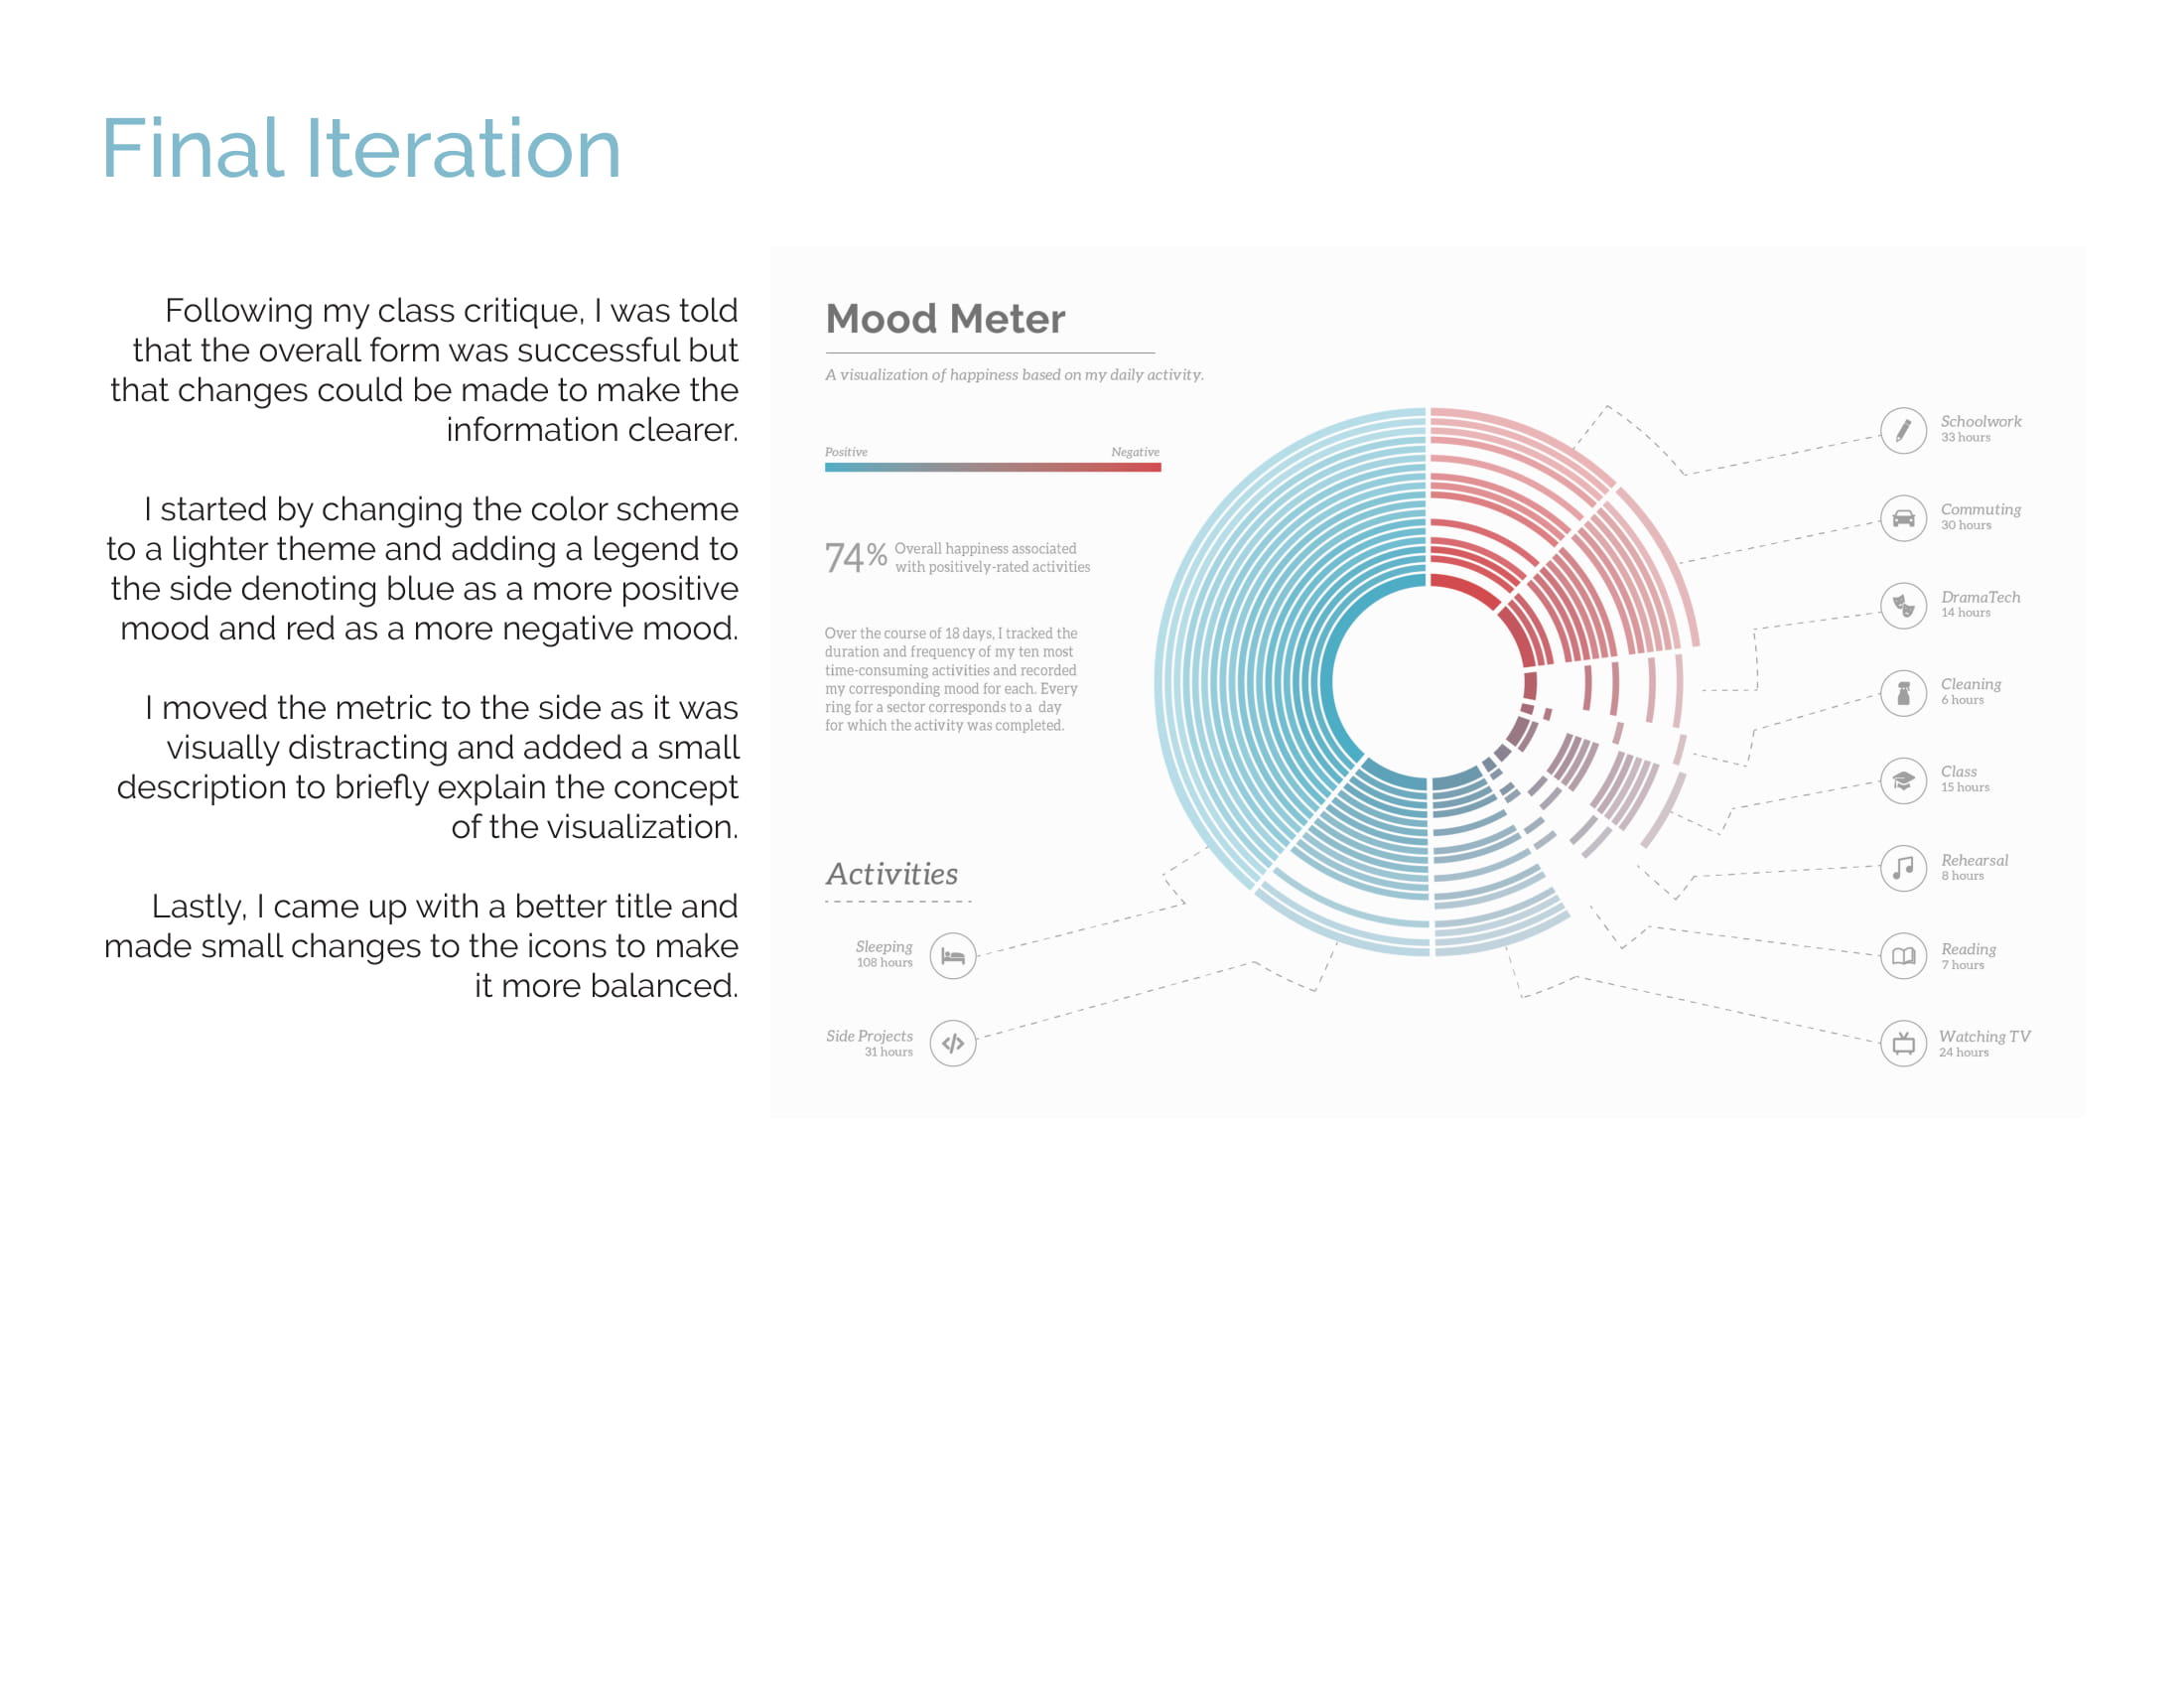 Final Iteration
Following my class critique, I was told
that the overall form was successful but
that changes could be made to make the
information clearer.
I started by changing the color scheme
to a lighter theme and adding a legend to
the side denoting blue as a more positive
mood and red as a more negative mood.
I moved the metric to the side as it was
visually distracting and added a small
description to briefly explain the concept
of the visualization.
Lastly, I came up with a better title and
made small changes to the icons to make
it more balanced.
Mood Meter
A visualization of happiness based on my daily activity.
Positive
Negative
74%
Overall happiness associated
with positively-rated activities
Over the course of 18 days, I tracked the
duration and frequency of my ten most
time-consuming activities and recorded
my corresponding mood for each. Every
ring for a sector corresponds to a day
for which the activity was completed.
Activities
Sleeping
108 hours
Side Projects
31 hours
Schoolwork
33 hours
Commuting
30 hours
DramaTech
14 hours
Cleaning
6 hours
Class
15 hours
Rehearsal
8 hours
Reading
7 hours
Watching TV
24 hours